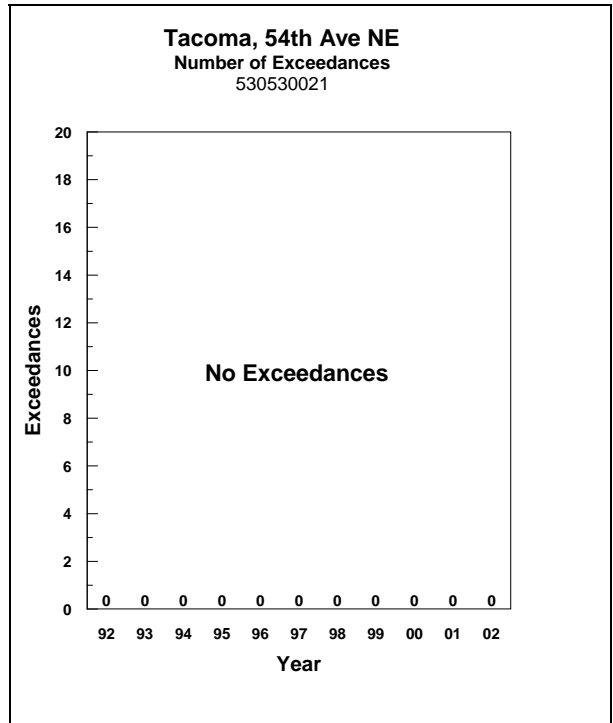 Tacoma, 54th Ave NE
Number of Exceedances
530530021
20
18
16
14
12
10
8
6
4
2
0
Exceedances
No Exceedances
0 0 0 0 0 0 0 0 0 0 0
92 93 94 95 96 97 98 99 00 01 02
Year